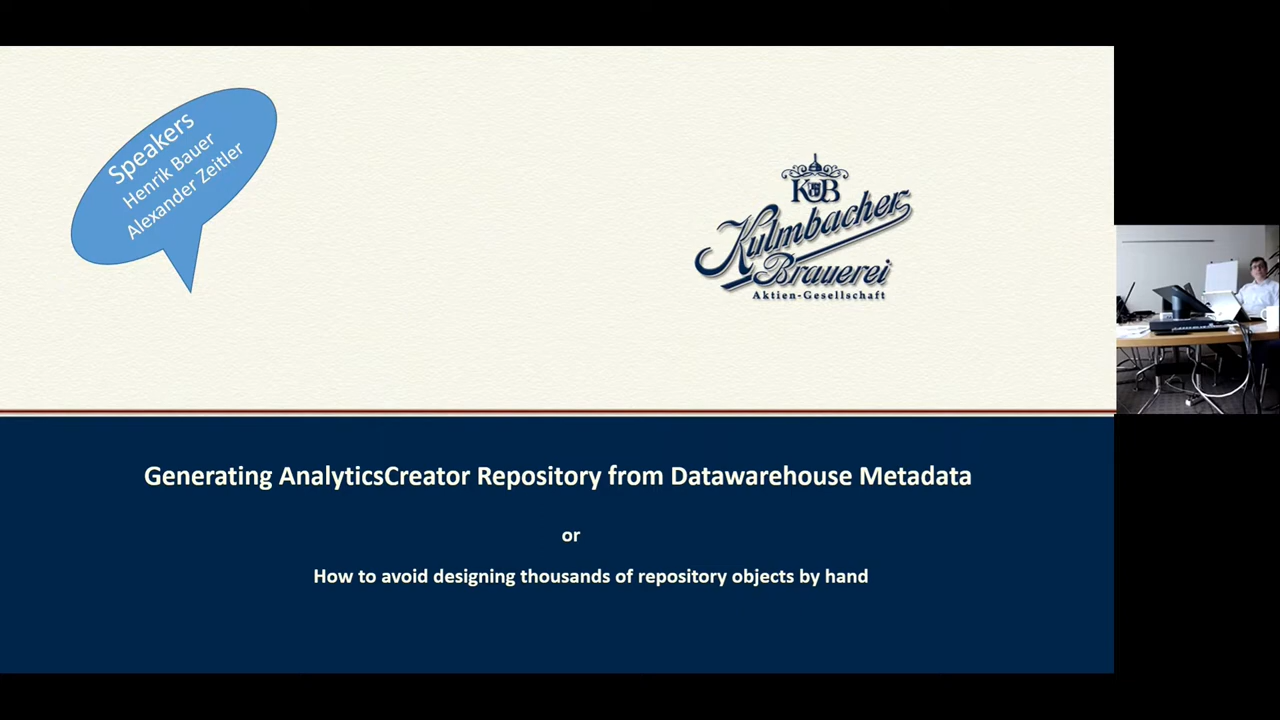 Speakers
Henrik Bauer
Alexander Zeitler
KB
Kulmbacher
Brauerei
Aktien-Gesellschaft
Generating AnalyticsCreator Repository from Datawarehouse Metadata
or
How to avoid designing thousands of repository objects by hand